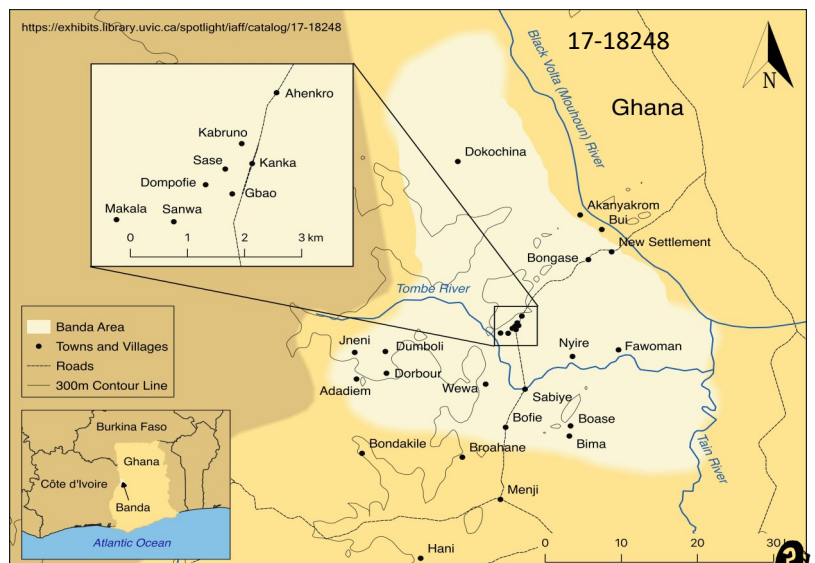 https://exhibits.library.uvic.ca/spotlight/iaff/catalog/17-18248
17-18248
N
Black Volta (Mouhoun) River
Ghana
Ahenkro
Kabruno
Sase
Kanka
Dompofie
Gbao
Makala
Sanwa
0 1 2 3 km
Dokochina
Akanyakrom
Bui
New Settlement
Bongase
Tombe River
Banda Area
Towns and Villages
Roads
300m Contour Line
Jneni
Dumboli
Nyire
Fawoman
Dorbour
Adadiem
Wewa
Sabiye
Bofie
Boase
Bima
Bondakile
Broahane
Tain River
Menji
Hani
Burkina Faso
Ghana
Côte d'Ivoire
Banda
Atlantic Ocean
0 10 20 30